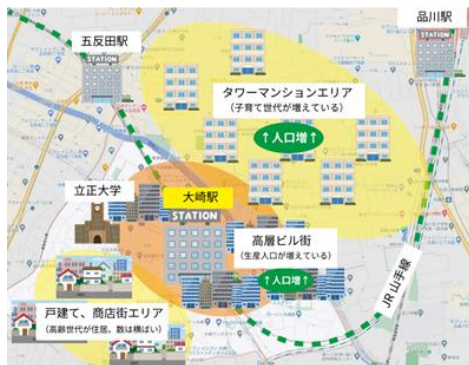 品川駅
STATION
五反田駅
STATION
タワーマンションエリア
（子育て世代が増えている）
↑人口増↑
立正大学
大崎駅
STATION
高層ビル街
（生産人口が増えている）
↑人口増↑
JR山手線
戸建て、商店街エリア
（高齢世代が住居。数は横ばい）